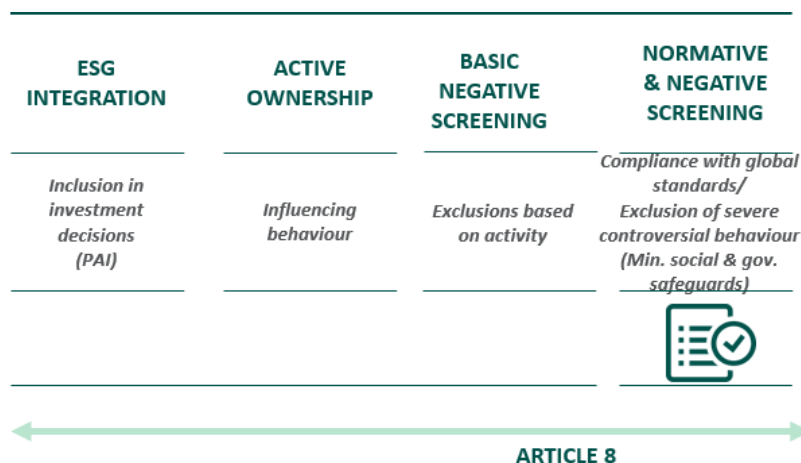 ESG
INTEGRATION
ACTIVE
OWNERSHIP
BASIC
NEGATIVE
SCREENING
NORMATIVE
& NEGATIVE
SCREENING
Inclusion in
investment
decisions
(PAI)
Influencing
behaviour
Exclusions based
on activity
Compliance with global
standards/
Exclusion of severe
controversial behaviour
(Min. social & gov.
safeguards)
ARTICLE 8